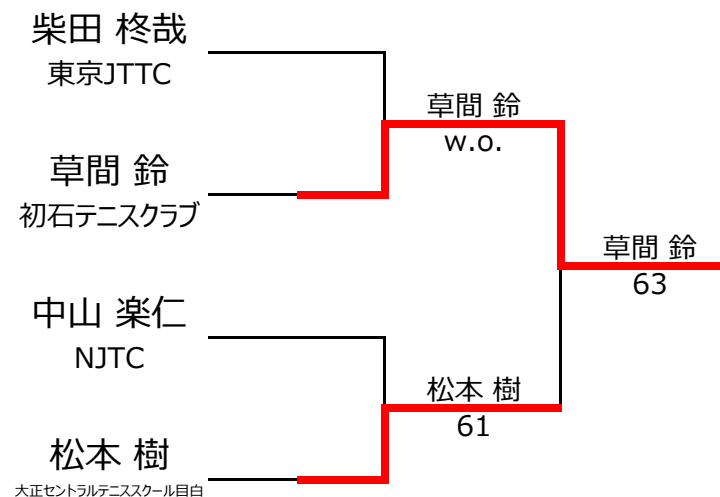 柴田 柊哉
東京JTTC
草間 鈴
w.o.
草間 鈴
初石テニスクラブ
草間 鈴
63
中山 楽仁
NJTC
松本 樹
61
松本 樹
大正セントラルテニススクール目白